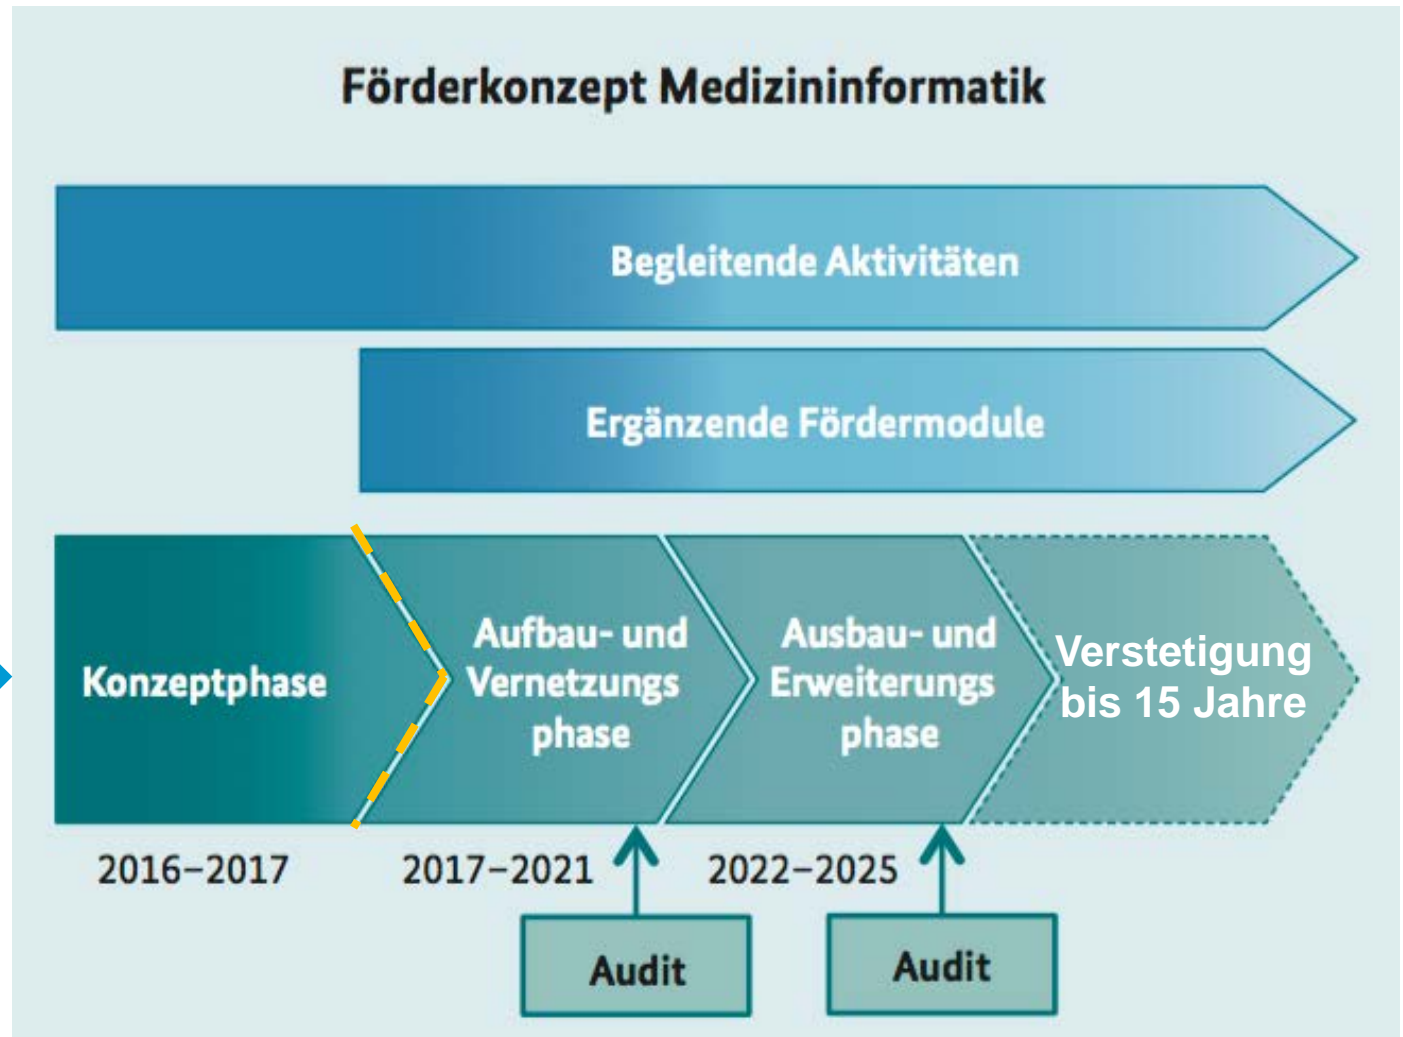 Förderkonzept Medizininformatik
Begleitende Aktivitäten
Ergänzende Fördermodule
Konzeptphase
Aufbau- und
Vernetzungs
phase
Ausbau- und
Erweiterungs
phase
Verstetigung
bis 15 Jahre
2016–2017
2017–2021
2022–2025
Audit
Audit